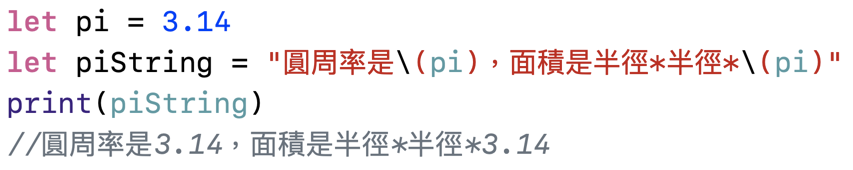 let pi = 3.14
let piString = "圓周率是\(pi)，面積是半徑*半徑*\(pi)"
print(piString)
//圓周率是3.14，面積是半徑*半徑*3.14